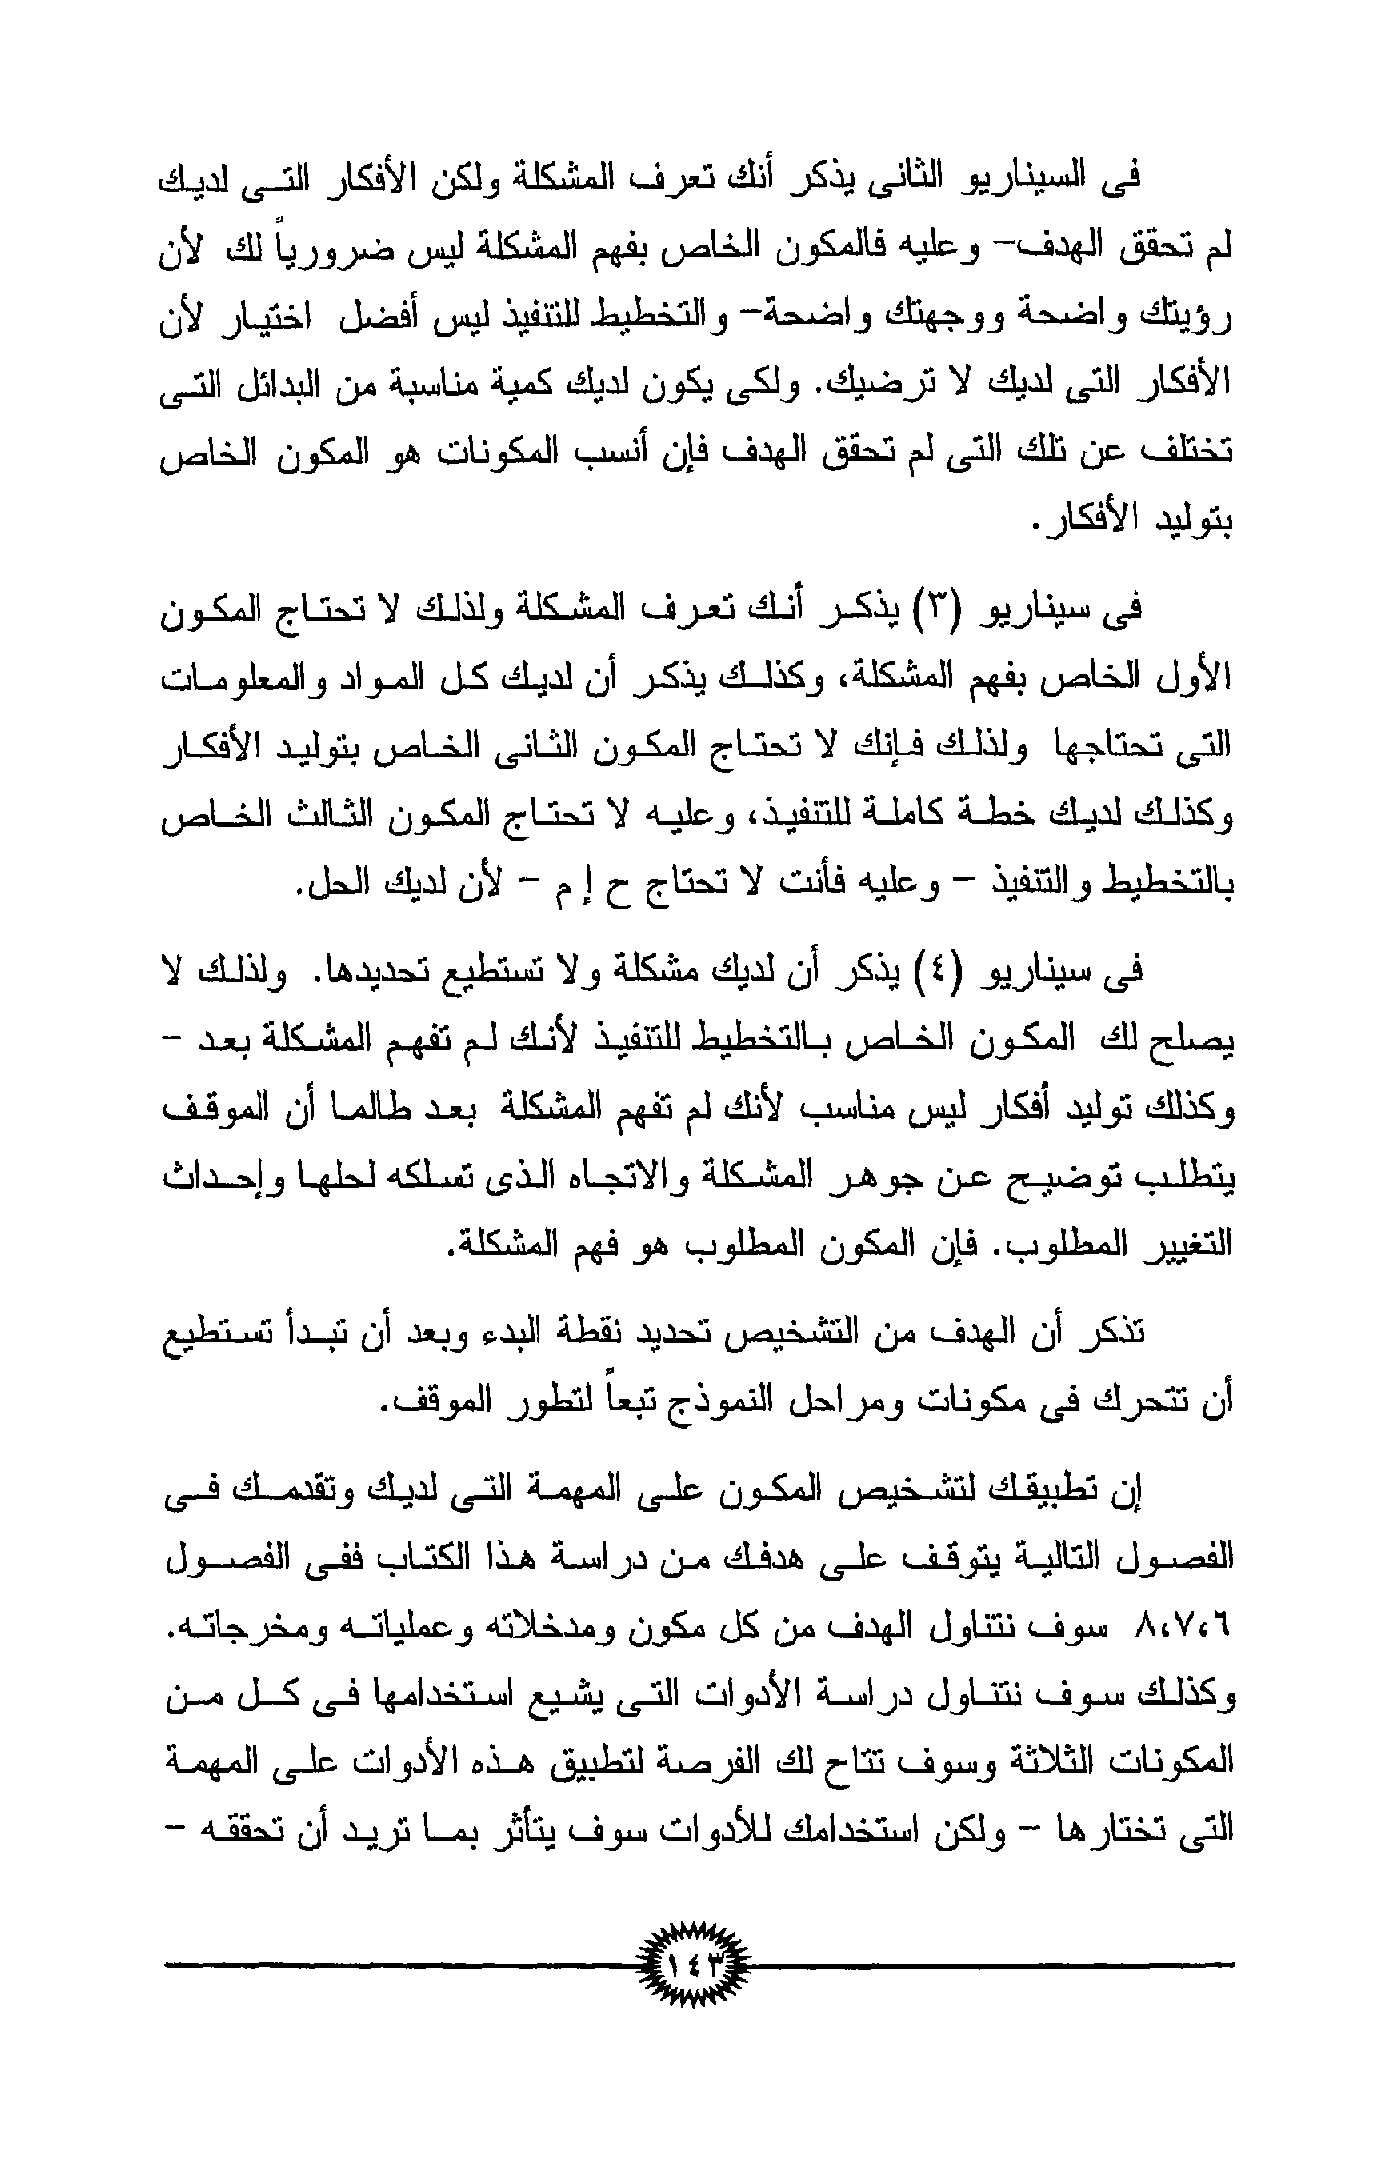 فى السيناريو الثانى يذكر أنك تعرف المشكلة ولكن الأفكار التى لديك
لم تحقق الهدف- وعليه فالمكون الخاص بفهم المشكلة ليس ضرورياً لك لأن
رؤيتك واضحة ووجهتك واضحة- والتخطيط للتنفيذ ليس أفضل اختيار لأن
الأفكار التى لديك لا ترضيك. ولكى يكون لديك كمية مناسبة من البدائل التى
تختلف عن تلك التى لم تحقق الهدف فإن أنسب المكونات هو المكون الخاص
بتوليد الأفكار.
فى سيناريو (٣) يذكر أنك تعرف المشكلة ولذلك لا تحتاج المكون
الأول الخاص بفهم المشكلة، وكذلك يذكر أن لديك كل المواد والمعلومات
التى تحتاجها ولذلك فإنك لا تحتاج المكون الثانى الخاص بتوليد الأفكار
وكذلك لديك خطة كاملة للتنفيذ، وعليه لا تحتاج المكون الثالث الخاص
بالتخطيط والتنفيذ - وعليه فأنت لا تحتاج ح إ م - لأن لديك الحل.
فى سيناريو (٤) يذكر أن لديك مشكلة ولا تستطيع تحديدها. ولذلك لا
يصلح لك المكون الخاص بالتخطيط للتنفيذ لأنك لم تفهم المشكلة بعد -
وكذلك توليد أفكار ليس مناسب لأنك لم تفهم المشكلة بعد طالما أن الموقف
يتطلب توضيح عن جوهر المشكلة والاتجاه الذى تسلكه لحلها وإحداث
التغيير المطلوب. فإن المكون المطلوب هو فهم المشكلة.
تذكر أن الهدف من التشخيص تحديد نقطة البدء وبعد أن تبدأ تستطيع
أن تتحرك فى مكونات ومراحل النموذج تبعاً لتطور الموقف.
إن تطبيقك لتشخيص المكون على المهمة التى لديك وتقدمك فى
الفصول التالية يتوقف على هدفك من دراسة هذا الكتاب ففى الفصول
٨،٧،٦ سوف نتناول الهدف من كل مكون ومدخلاته وعملياته ومخرجاته.
وكذلك سوف نتناول دراسة الأدوات التى يشيع استخدامها فى كل من
المكونات الثلاثة وسوف تتاح لك الفرصة لتطبيق هذه الأدوات على المهمة
التى تختارها - ولكن استخدامك للأدوات سوف يتأثر بما تريد أن تحققه -
١٤٣